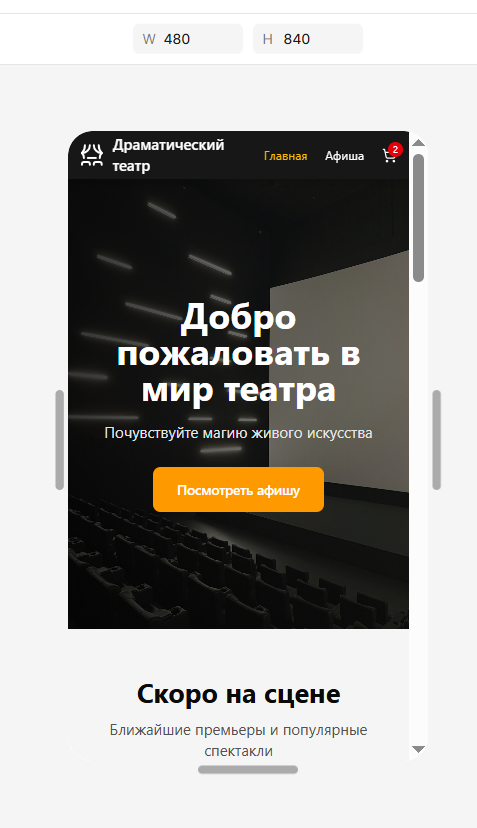 W 480 H 840
Драматический
театр
Главная Афиша 2
Добро
пожаловать в
мир театра
Почувствуйте магию живого искусства
Посмотреть афишу
Скоро на сцене
Ближайшие премьеры и популярные
спектакли